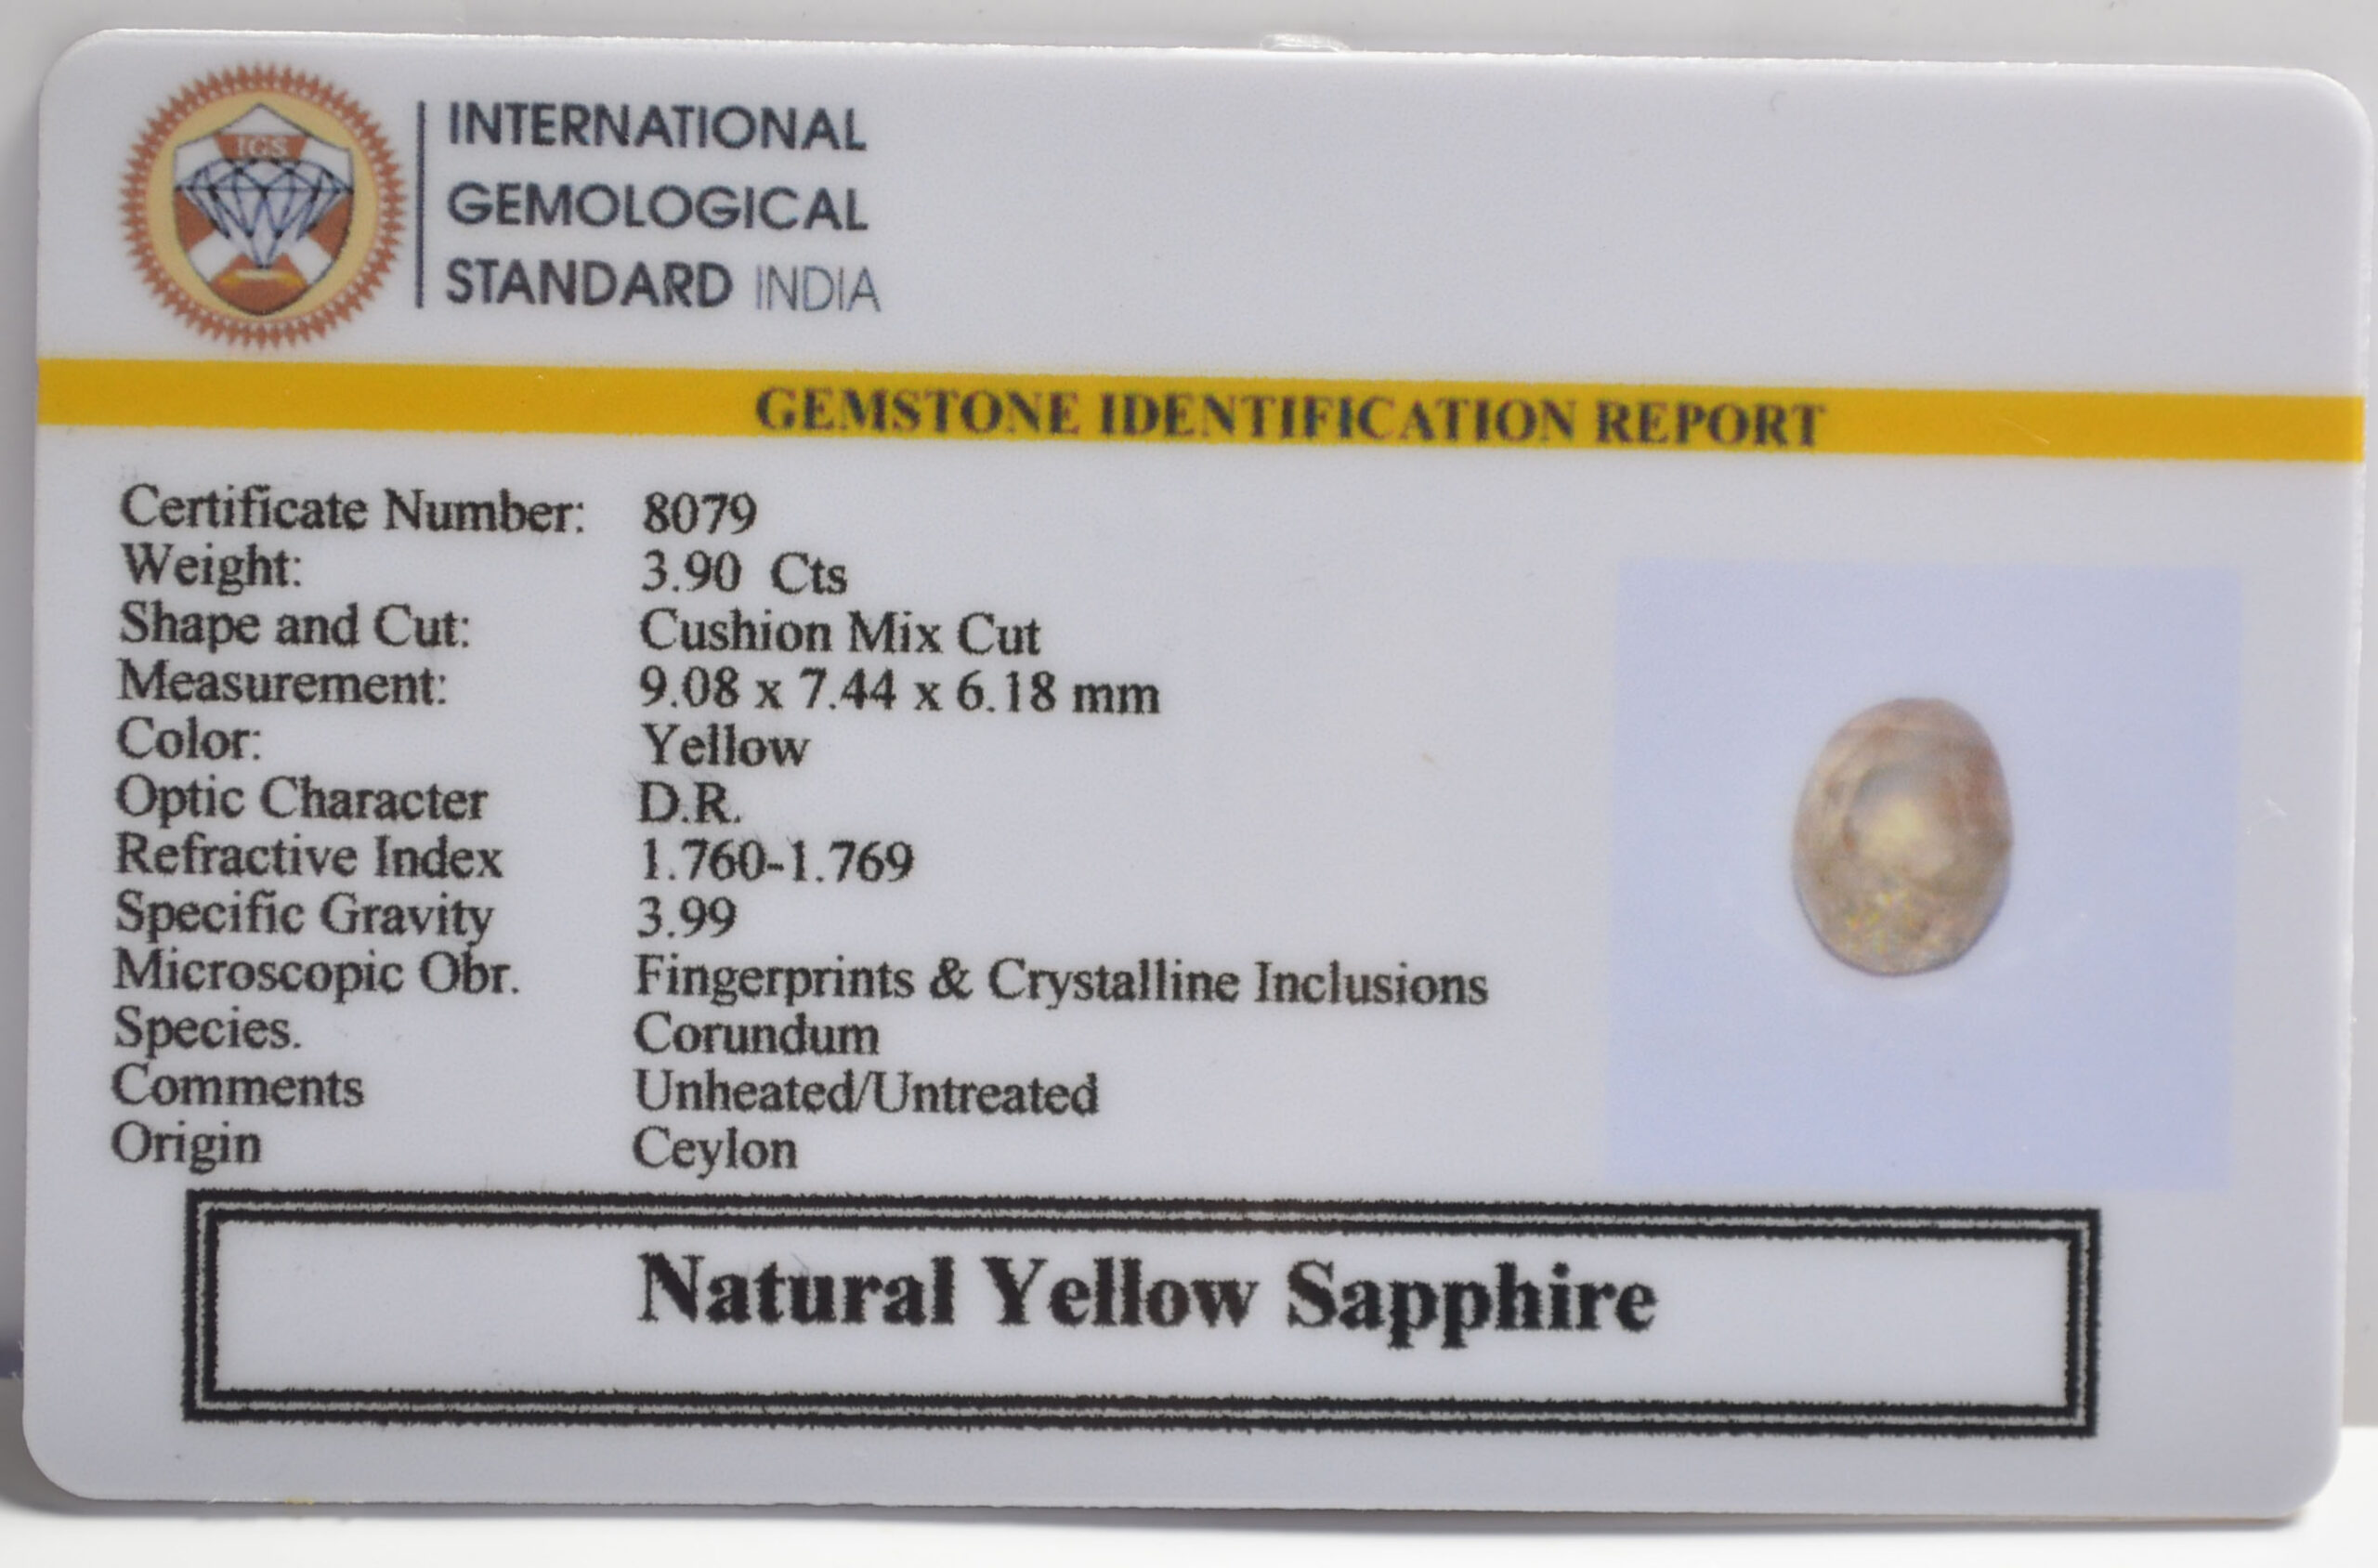 IGS
INTERNATIONAL
GEMOLOGICAL
STANDARD INDIA
GEMSTONE IDENTIFICATION REPORT
Certificate Number: 8079
Weight: 3.90 Cts
Shape and Cut: Cushion Mix Cut
Measurement: 9.08 x 7.44 x 6.18 mm
Color: Yellow
Optic Character D.R.
Refractive Index 1.760-1.769
Specific Gravity 3.99
Microscopic Obr. Fingerprints & Crystalline Inclusions
Species. Corundum
Comments Unheated/Untreated
Origin Ceylon
Natural Yellow Sapphire